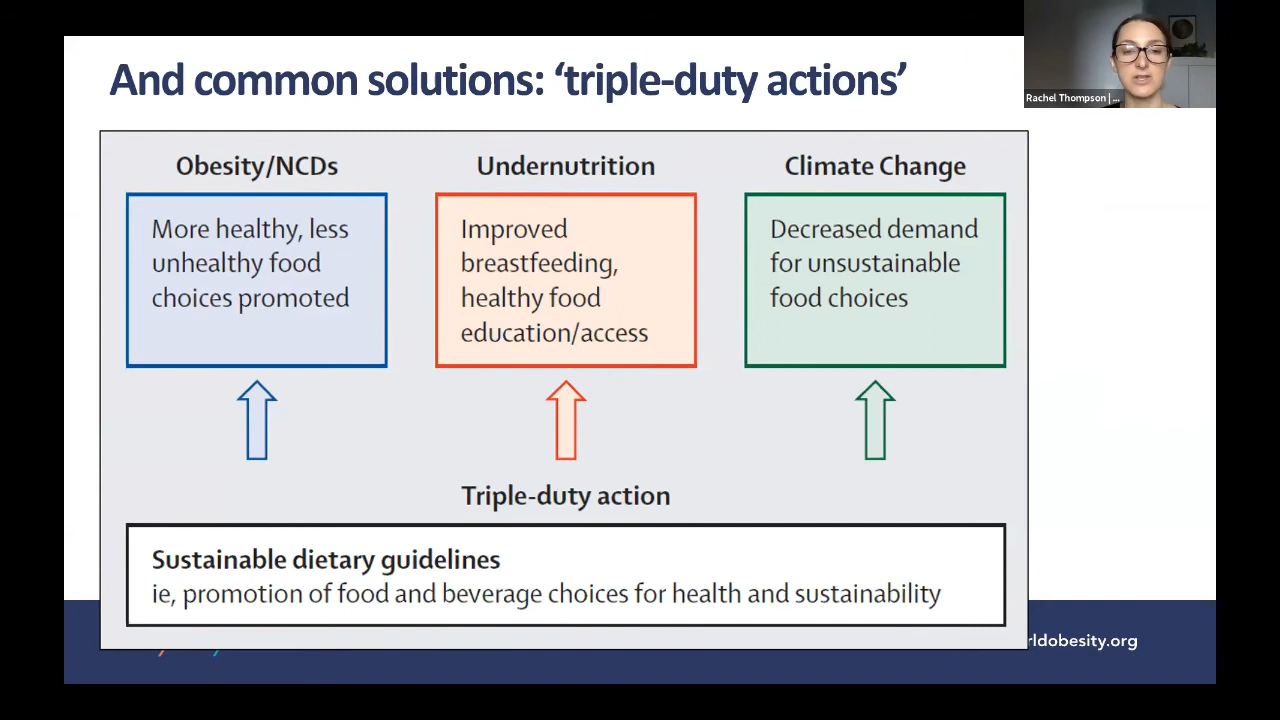 And common solutions: ‘triple-duty actions’
Rachel Thompson | ...
Obesity/NCDs
More healthy, less
unhealthy food
choices promoted
Undernutrition
Improved
breastfeeding,
healthy food
education/access
Climate Change
Decreased demand
for unsustainable
food choices
Triple-duty action
Sustainable dietary guidelines
ie, promotion of food and beverage choices for health and sustainability
rldobesity.org